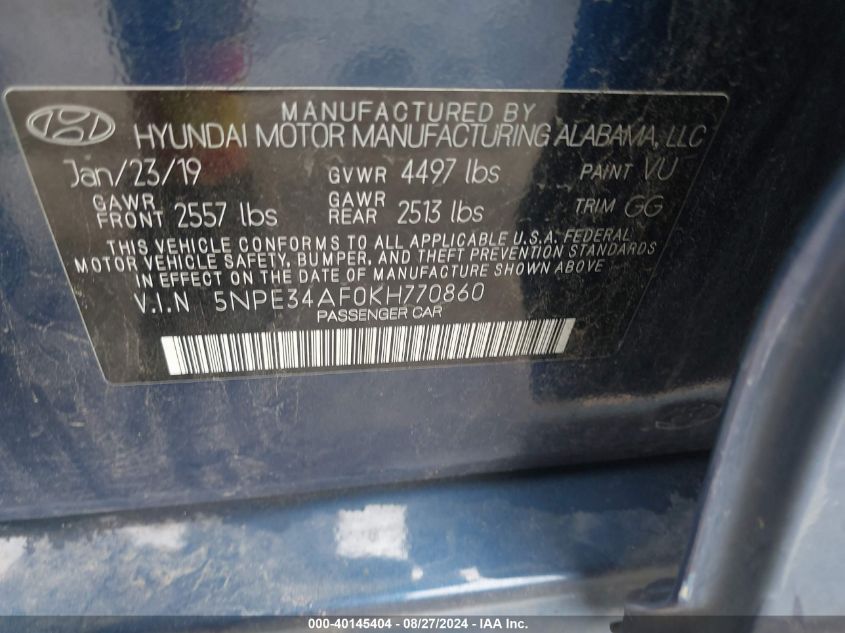 MANUFACTURED BY
HYUNDAI MOTOR MANUFACTURING ALABAMA, LLC
Jan/23/19 GVWR 4497 lbs PAINT VU
GAWR FRONT 2557 lbs GAWR REAR 2513 lbs TRIM GG
THIS VEHICLE CONFORMS TO ALL APPLICABLE U.S.A. FEDERAL
MOTOR VEHICLE SAFETY, BUMPER, AND THEFT PREVENTION STANDARDS
IN EFFECT ON THE DATE OF MANUFACTURE SHOWN ABOVE
V.I.N 5NPE34AF0KH770860
PASSENGER CAR
000-40145404 - 08/27/2024 - IAA Inc.